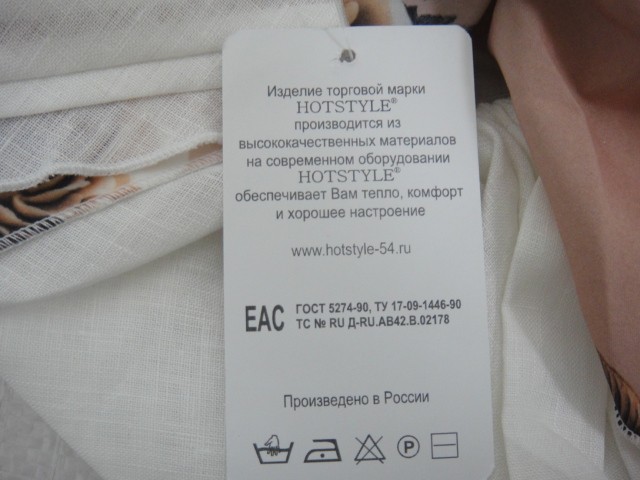 Изделие торговой марки
HOTSTYLE®
производится из
высококачественных материалов
на современном оборудовании
HOTSTYLE®
обеспечивает Вам тепло, комфорт
и хорошее настроение
www.hotstyle-54.ru
EAC
ГОСТ 5274-90, ТУ 17-09-1446-90
ТС № RU Д-RU.АВ42.В.02178
Произведено в России
P